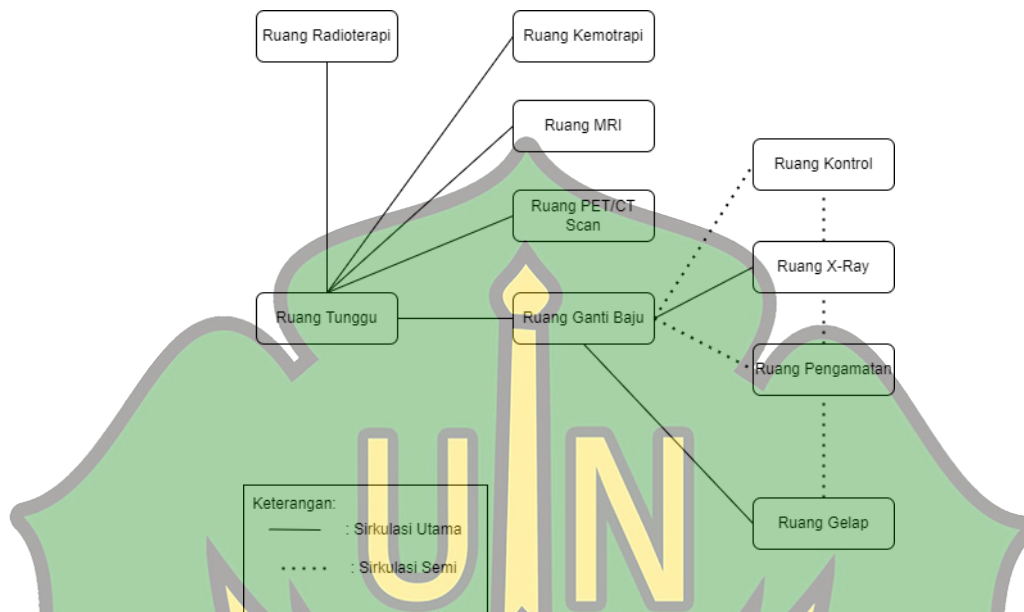 Ruang Radioterapi
Ruang Kemotrapi
Ruang MRI
Ruang Kontrol
Ruang PET/CT
Scan
Ruang X-Ray
Ruang Tunggu
Ruang Ganti Baju
Ruang Pengamatan
Ruang Gelap
Keterangan:
: Sirkulasi Utama
: Sirkulasi Semi
UIN